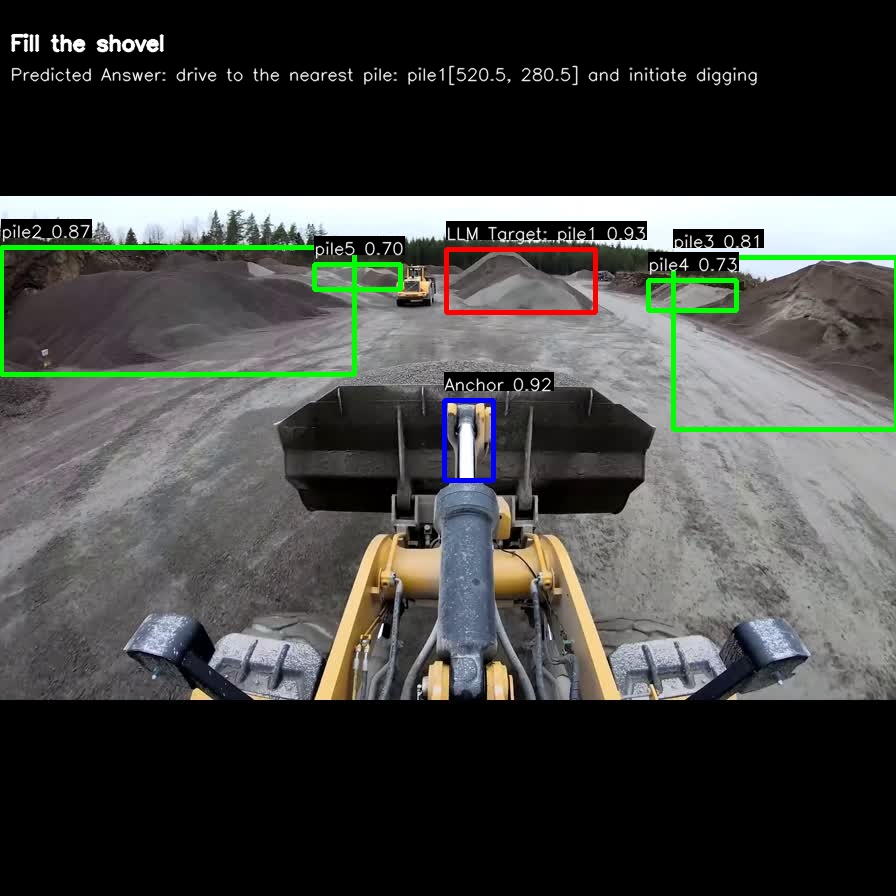 Fill the shovel
Predicted Answer: drive to the nearest pile: pile1[520.5, 280.5] and initiate digging
pile2 0.87
pile5 0.70
LLM Target: pile1 0.93
pile3 0.81
pile4 0.73
Anchor 0.92